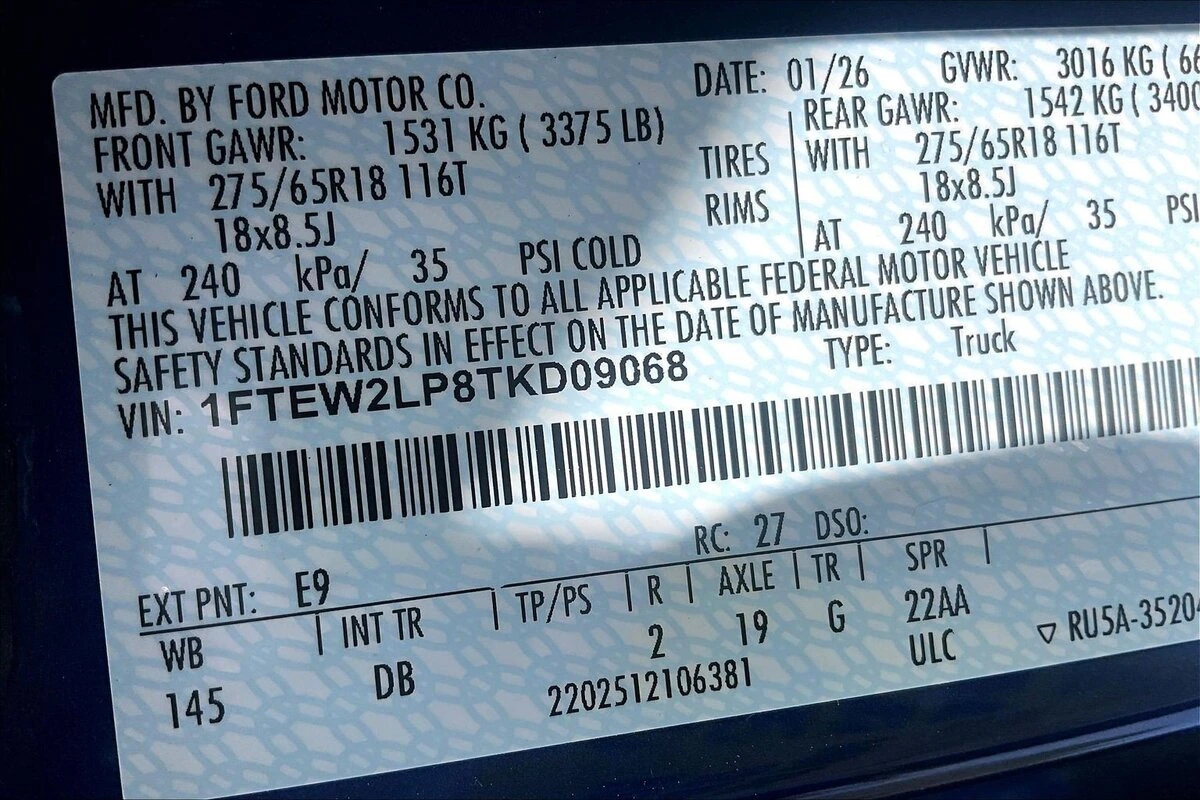 MFD. BY FORD MOTOR CO.
DATE: 01/26 GVWR: 3016 KG ( 66
FRONT GAWR: 1531 KG ( 3375 LB)
REAR GAWR: 1542 KG ( 3400
WITH 275/65R18 116T TIRES WITH 275/65R18 116T
18x8.5J RIMS 18x8.5J
AT 240 kPa/ 35 PSI COLD AT 240 kPa/ 35 PSI
THIS VEHICLE CONFORMS TO ALL APPLICABLE FEDERAL MOTOR VEHICLE
SAFETY STANDARDS IN EFFECT ON THE DATE OF MANUFACTURE SHOWN ABOVE.
VIN: 1FTEW2LP8TKD09068 TYPE: Truck
EXT PNT: E9 RC: 27 DSO:
WB INT TR TP/PS R AXLE TR SPR
145 DB 2 19 G 22AA
2202512106381 ULC ▽ RU5A-3520